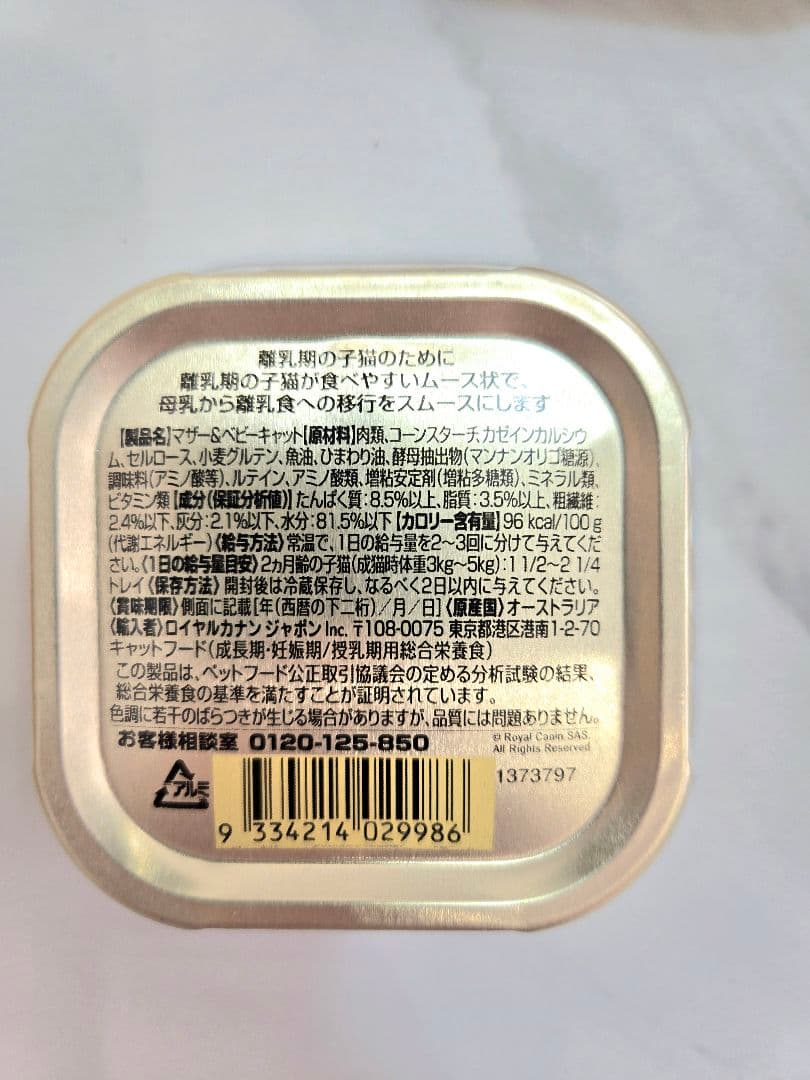 離乳期の子猫のために
離乳期の子猫が食べやすいムース状で、
母乳から離乳食への移行をスムースにします
【製品名】マザー&ベビーキャット【原材料】肉類、コーンスターチ、カゼインカルシウ
ム、セルロース、小麦グルテン、魚油、ひまわり油、酵母抽出物(マンナンオリゴ糖源)、
調味料(アミノ酸等)、ルテイン、アミノ酸類、増粘安定剤(増粘多糖類)、ミネラル類、
ビタミン類【成分(保証分析値)】たんぱく質:8.5%以上、脂質:3.5%以上、粗繊維:
2.4%以下、灰分:2.1%以下、水分:81.5%以下【カロリー含有量】96 kcal/100g
(代謝エネルギー)《給与方法》常温で、1日の給与量を2〜3回に分けて与えてくだ
さい。《1日の給与量目安》2ヵ月齢の子猫(成猫時体重3kg〜5kg):1 1/2〜2 1/4
トレイ《保存方法》開封後は冷蔵保存し、なるべく2日以内に与えてください。
《賞味期限》側面に記載[年(西暦の下二桁)/月/日]《原産国》オーストラリア
《輸入者》ロイヤルカナン ジャポン Inc. 〒108-0075 東京都港区港南1-2-70
キャットフード(成長期・妊娠期/授乳期用総合栄養食)
この製品は、ペットフード公正取引協議会の定める分析試験の結果、
総合栄養食の基準を満たすことが証明されています。
色調に若干のばらつきが生じる場合がありますが、品質には問題ありません。
お客様相談室 0120-125-850
© Royal Canin SAS.
All Rights Reserved
アルミ
1373797
9 334214 029986